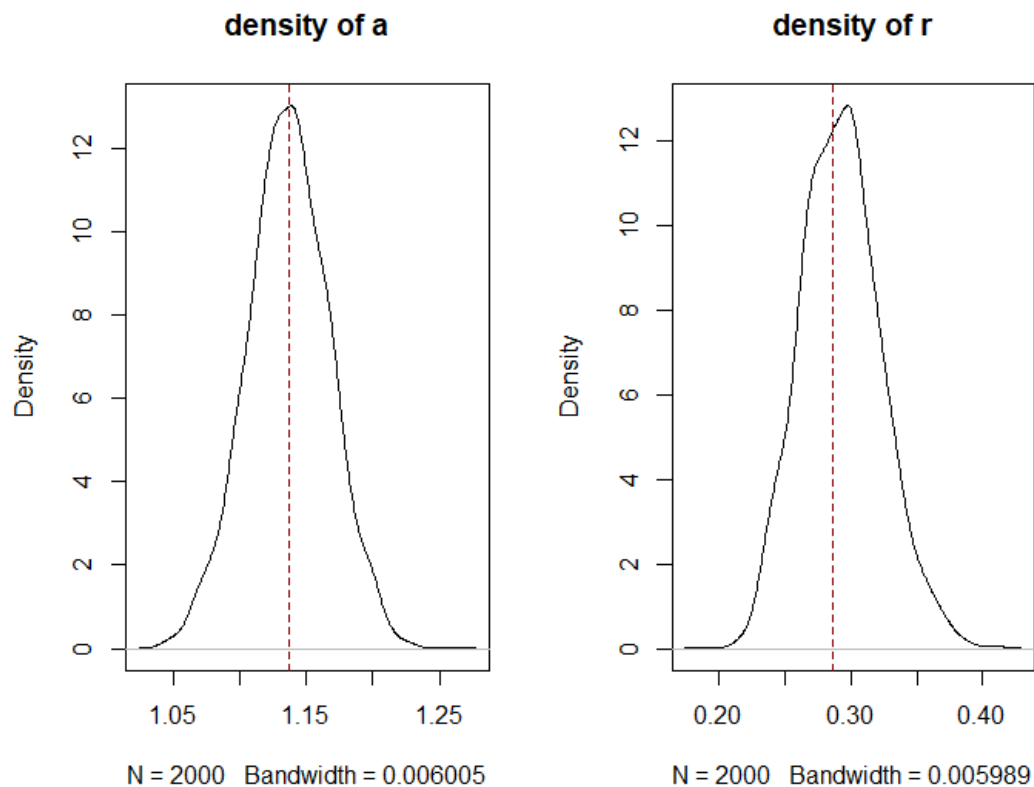 density of a
density of r
Density
12
10
8
6
4
2
0
1.05 1.15 1.25
N = 2000 Bandwidth = 0.006005
Density
12
10
8
6
4
2
0
0.20 0.30 0.40
N = 2000 Bandwidth = 0.005989